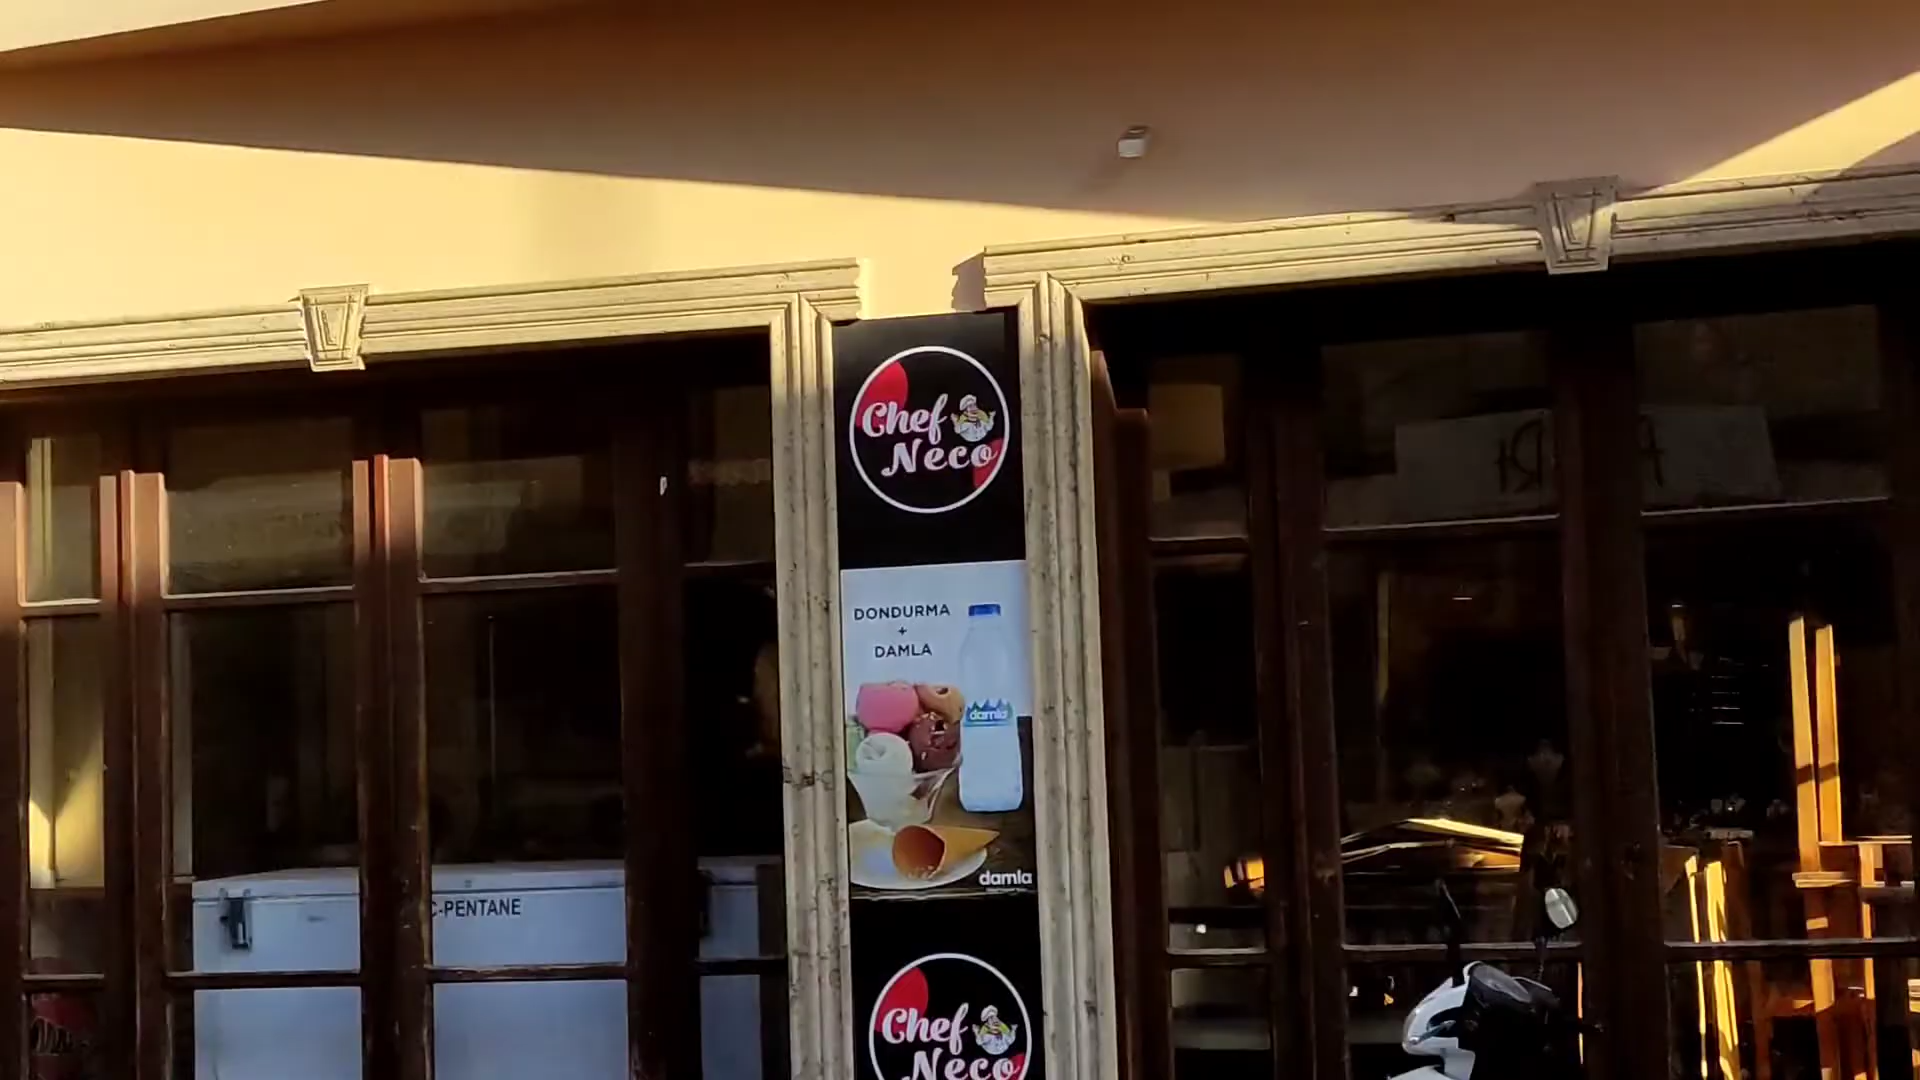 Chef
Neco
DONDURMA
+
DAMLA
damla
damla
C-PENTANE
Chef
Neco